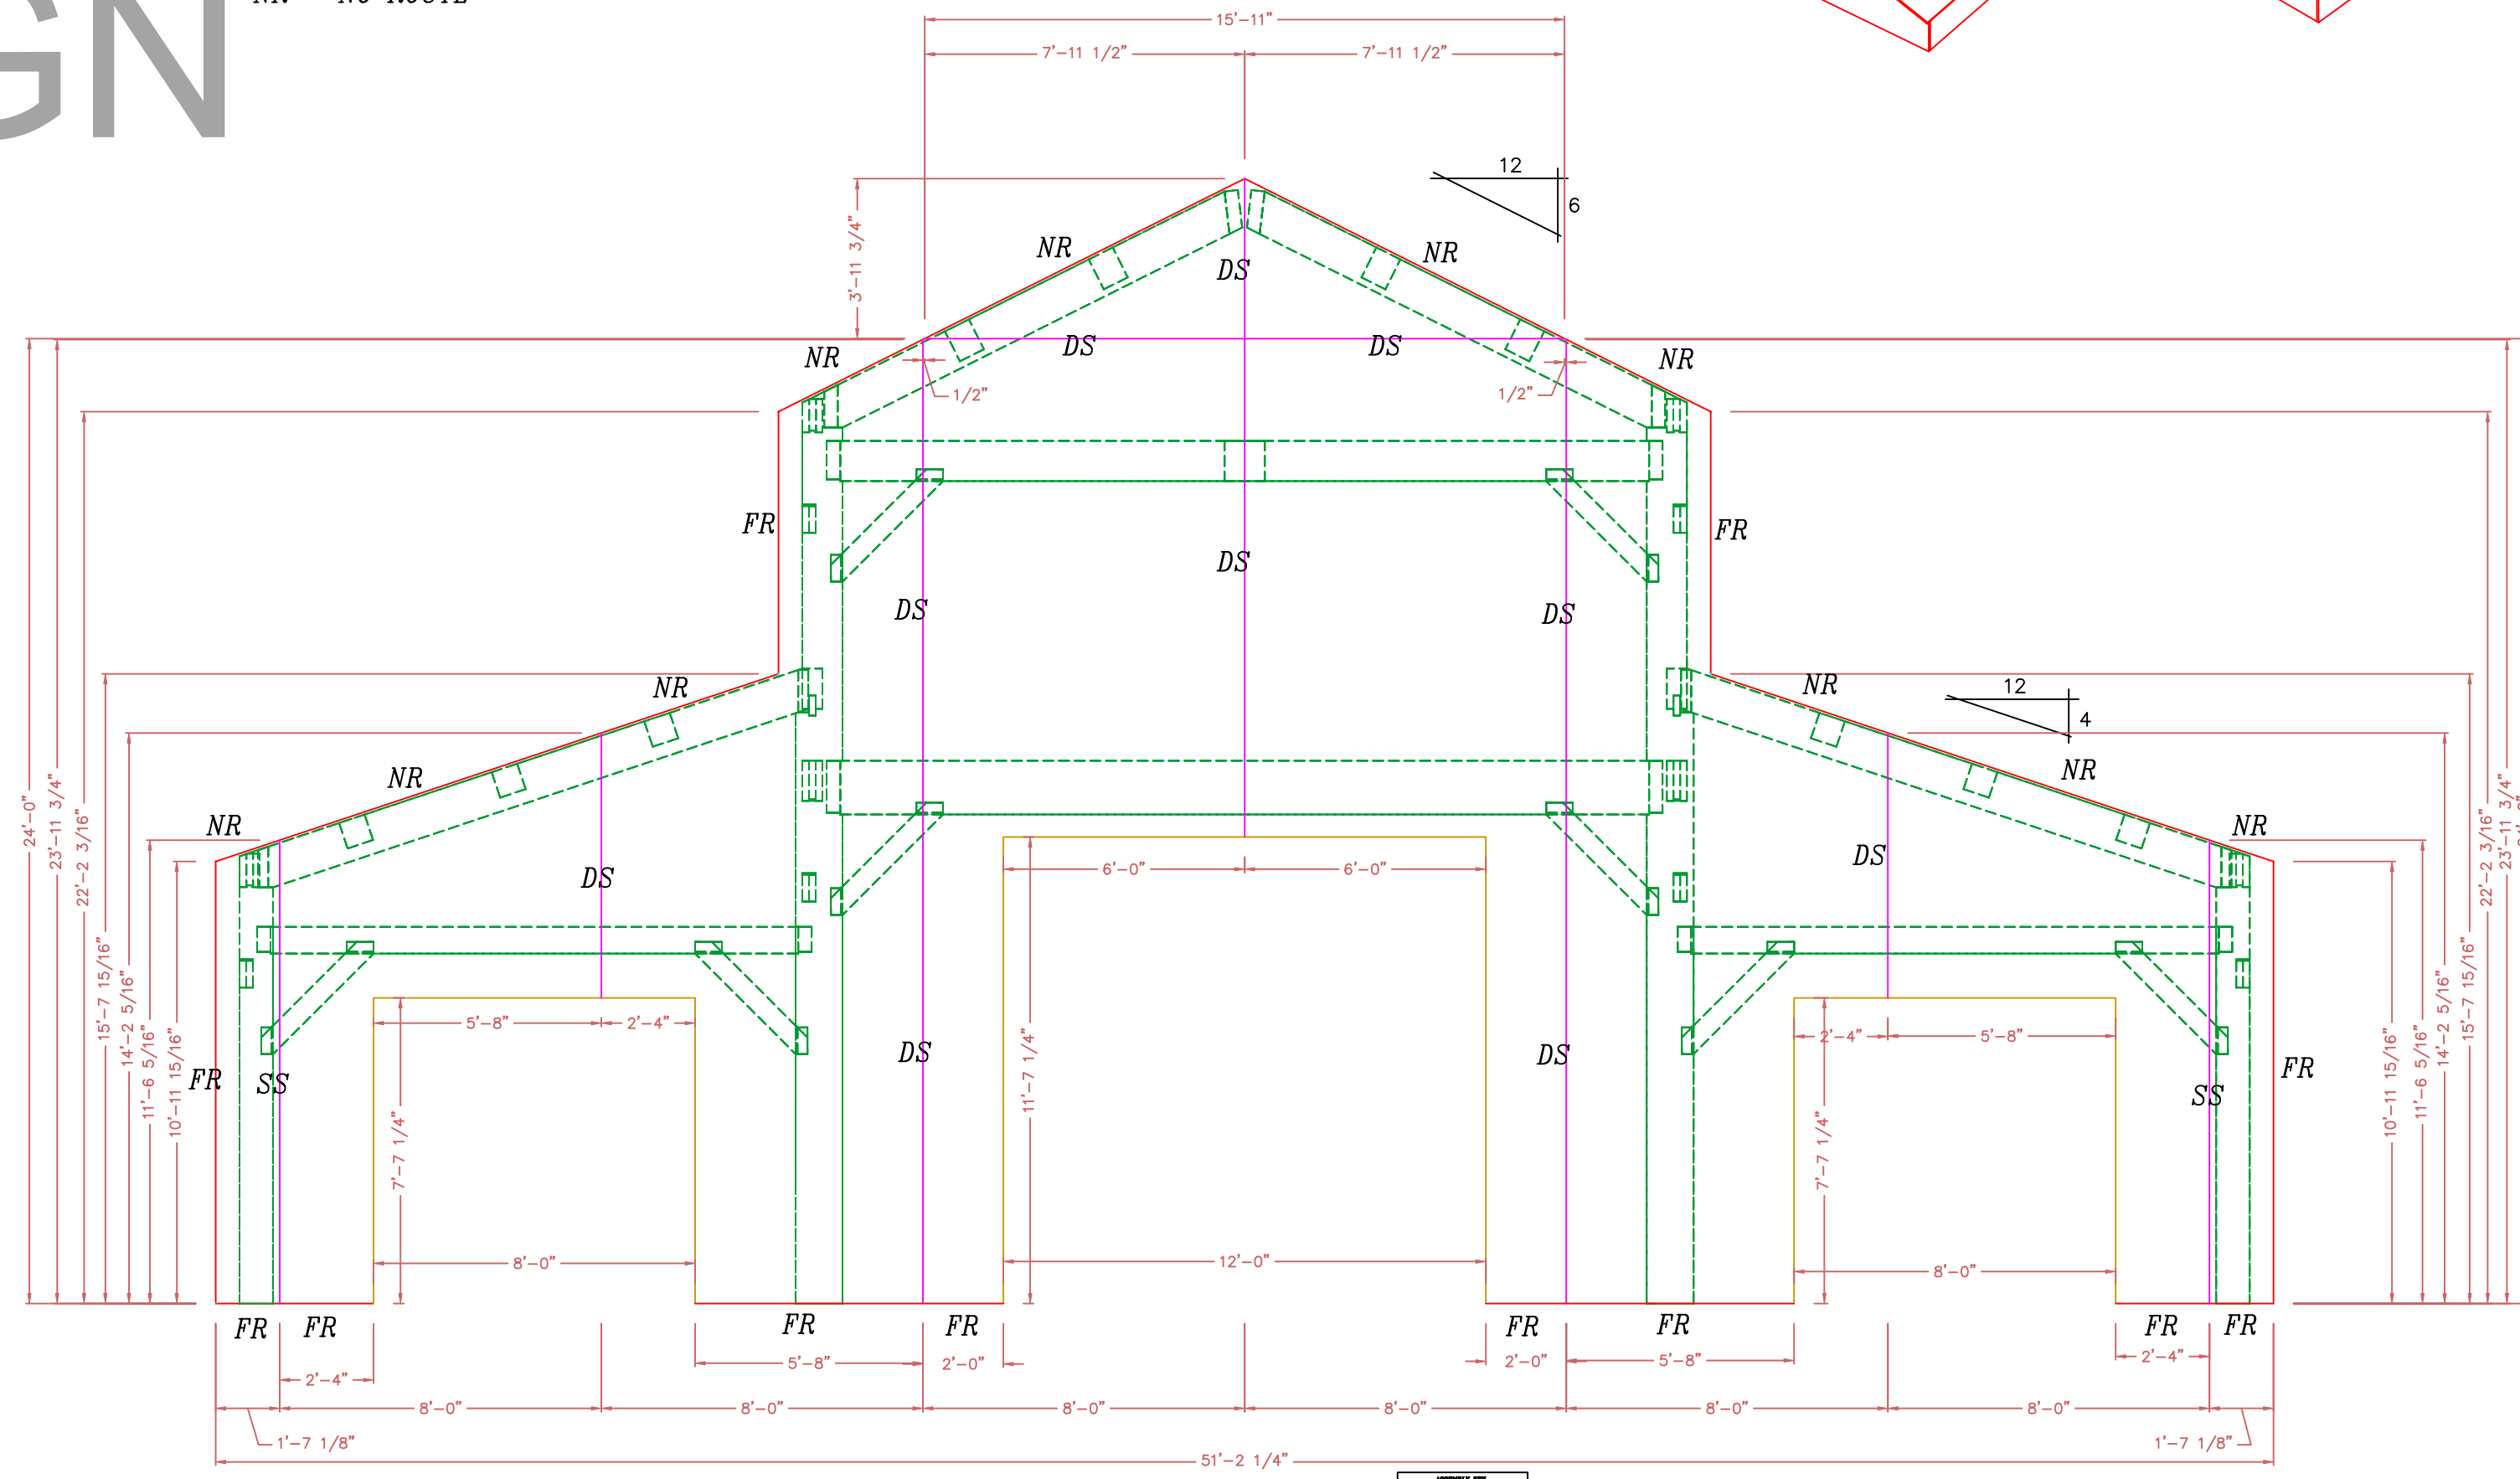 GN
NR NO ROUTE
15'-11"
7'-11 1/2" 7'-11 1/2"
12
6
3'-11 3/4"
NR NR
DS
DS DS
NR NR
1/2" 1/2"
FR FR
DS
DS DS
NR NR
12
4
NR NR
NR NR
DS DS
24'-0"
23'-11 3/4"
22'-2 3/16"
15'-7 15/16"
14'-2 5/16"
11'-6 5/16"
10'-11 15/16"
6'-0" 6'-0"
5'-8" 2'-4"
2'-4" 5'-8"
7'-7 1/4"
11'-7 1/4"
7'-7 1/4"
10'-11 15/16"
11'-6 5/16"
14'-2 5/16"
15'-7 15/16"
22'-2 3/16"
23'-11 3/4"
FR SS DS DS SS FR
8'-0" 12'-0" 8'-0"
FR FR FR FR FR FR FR FR
5'-8" 2'-0" 2'-0" 5'-8"
2'-4" 2'-4"
8'-0" 8'-0" 8'-0" 8'-0" 8'-0" 8'-0"
1'-7 1/8" 1'-7 1/8"
51'-2 1/4"